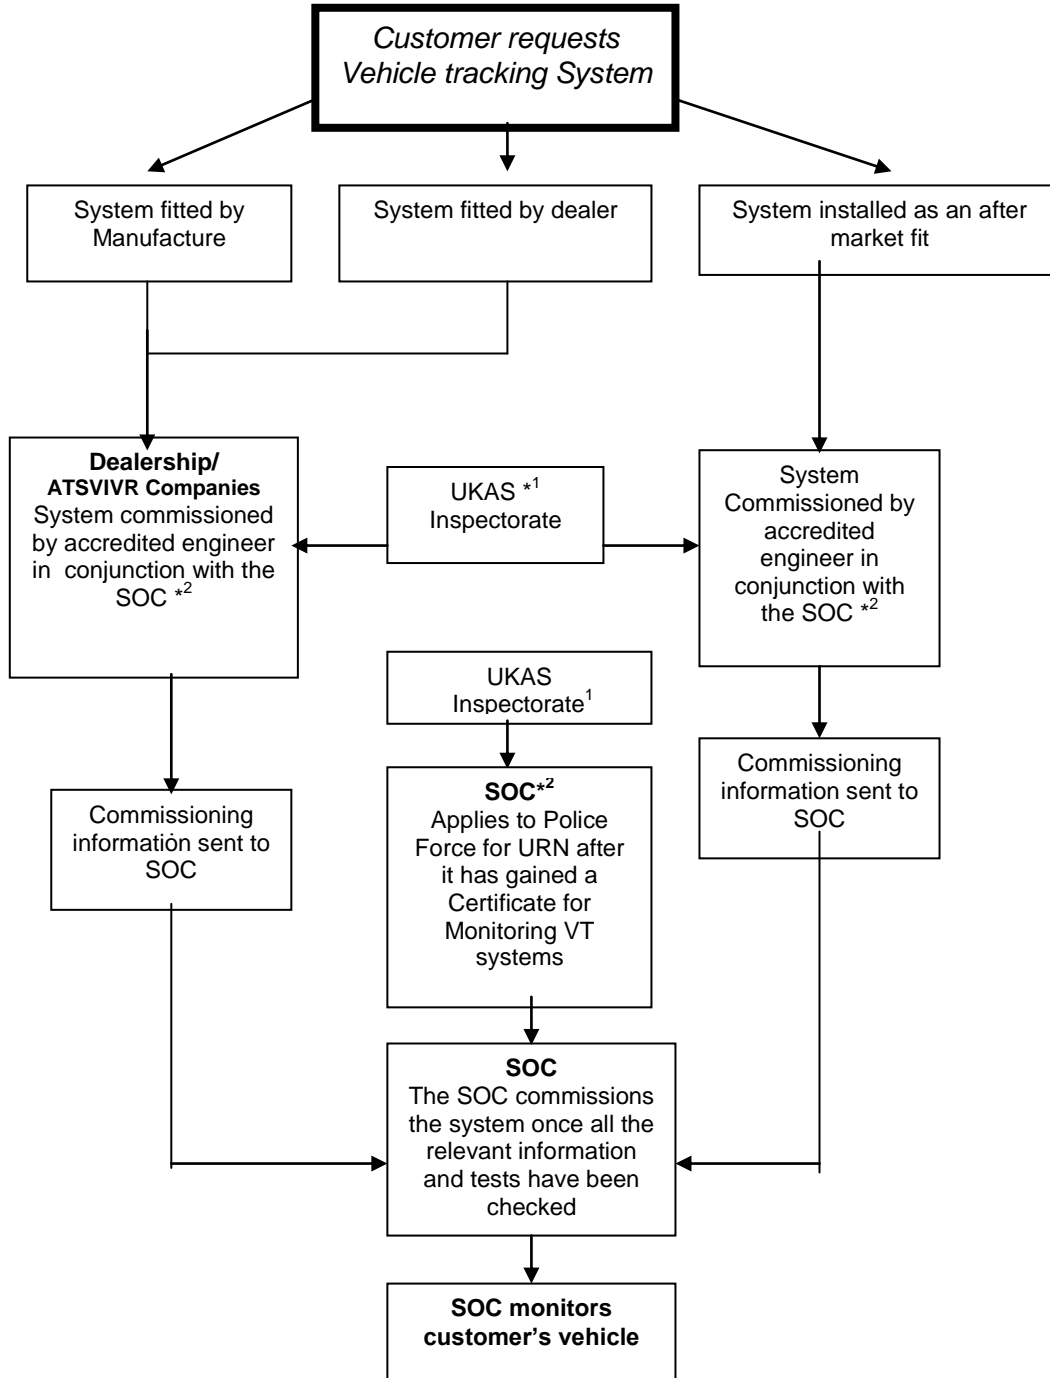 Customer requests
Vehicle tracking System
System fitted by
Manufacture
System fitted by dealer
System installed as an after
market fit
Dealership/
ATSVIVR Companies
System commissioned
by accredited engineer
in conjunction with the
SOC *2
UKAS *1
Inspectorate
System
Commissioned by
accredited
engineer in
conjunction with
the SOC *2
UKAS
Inspectorate1
Commissioning
information sent to
SOC
SOC*2
Applies to Police
Force for URN after
it has gained a
Certificate for
Monitoring VT
systems
Commissioning
information sent to
SOC
SOC
The SOC commissions
the system once all the
relevant information
and tests have been
checked
SOC monitors
customer’s vehicle